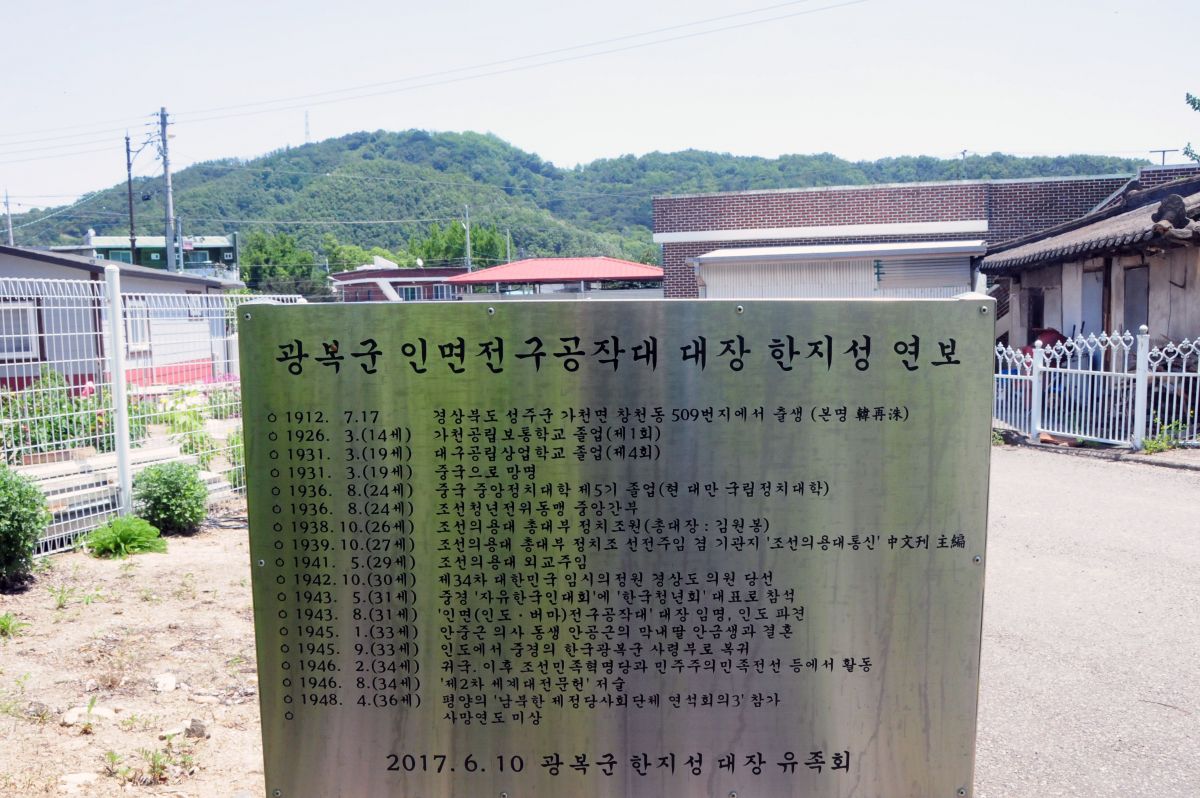 광복군 인면전구공작대 대장 한지성 연보
○ 1912. 7.17 경상북도 성주군 가천면 창천동 509번지에서 출생 (본명 韓再洙)
○ 1926. 3.(14세) 가천공립보통학교 졸업(제1회)
○ 1931. 3.(19세) 대구공립상업학교 졸업(제4회)
○ 1931. 3.(19세) 중국으로 망명
○ 1936. 8.(24세) 중국 중앙정치대학 제5기 졸업(현 대만 국립정치대학)
○ 1936. 8.(24세) 조선청년전위동맹 중앙간부
○ 1938. 10.(26세) 조선의용대 총대부 정치조원(총대장 : 김원봉)
○ 1939. 10.(27세) 조선의용대 총대부 정치조 선전주임 겸 기관지 '조선의용대통신' 中文刊 主編
○ 1941. 5.(29세) 조선의용대 외교주임
○ 1942. 10.(30세) 제34차 대한민국 임시의정원 경상도 의원 당선
○ 1943. 5.(31세) 중경 '자유한국인대회'에 '한국청년회' 대표로 참석
○ 1943. 8.(31세) '인면(인도·버마)전구공작대' 대장 임명, 인도 파견
○ 1945. 1.(33세) 안중근 의사 동생 안공근의 막내딸 안금생과 결혼
○ 1945. 9.(33세) 인도에서 중경의 한국광복군 사령부로 복귀
○ 1946. 2.(34세) 귀국. 이후 조선민족혁명당과 민주주의민족전선 등에서 활동
○ 1946. 8.(34세) '제2차 세계대전문헌' 저술
○ 1948. 4.(36세) 평양의 '남북한 제정당사회단체 연석회의3' 참가
○ 사망연도 미상
2017. 6. 10 광복군 한지성 대장 유족회